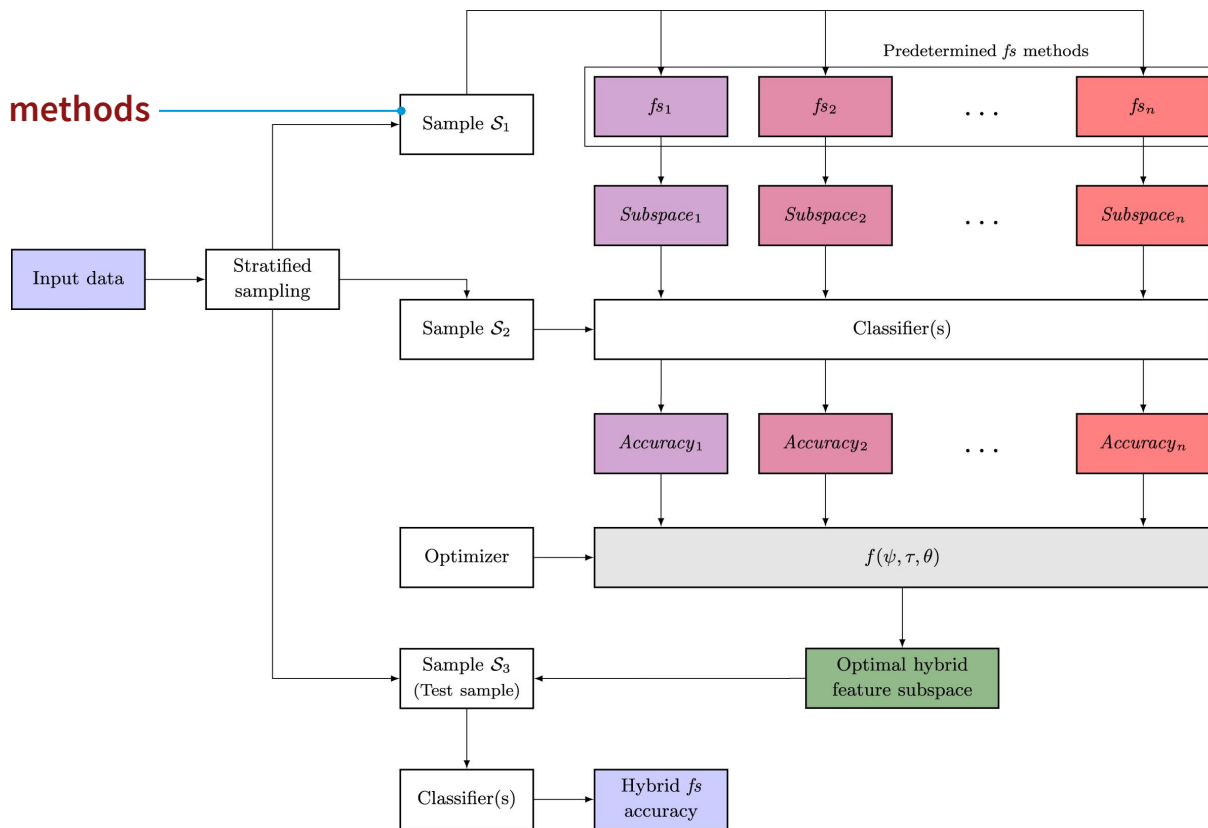 Predetermined fs methods
methods
Sample 𝒮₁
fs₁
fs₂
. . .
fsₙ
Subspace₁
Subspace₂
. . .
Subspaceₙ
Input data
Stratified
sampling
Sample 𝒮₂
Classifier(s)
Accuracy₁
Accuracy₂
. . .
Accuracyₙ
Optimizer
f(ψ, τ, θ)
Sample 𝒮₃
(Test sample)
Optimal hybrid
feature subspace
Classifier(s)
Hybrid fs
accuracy